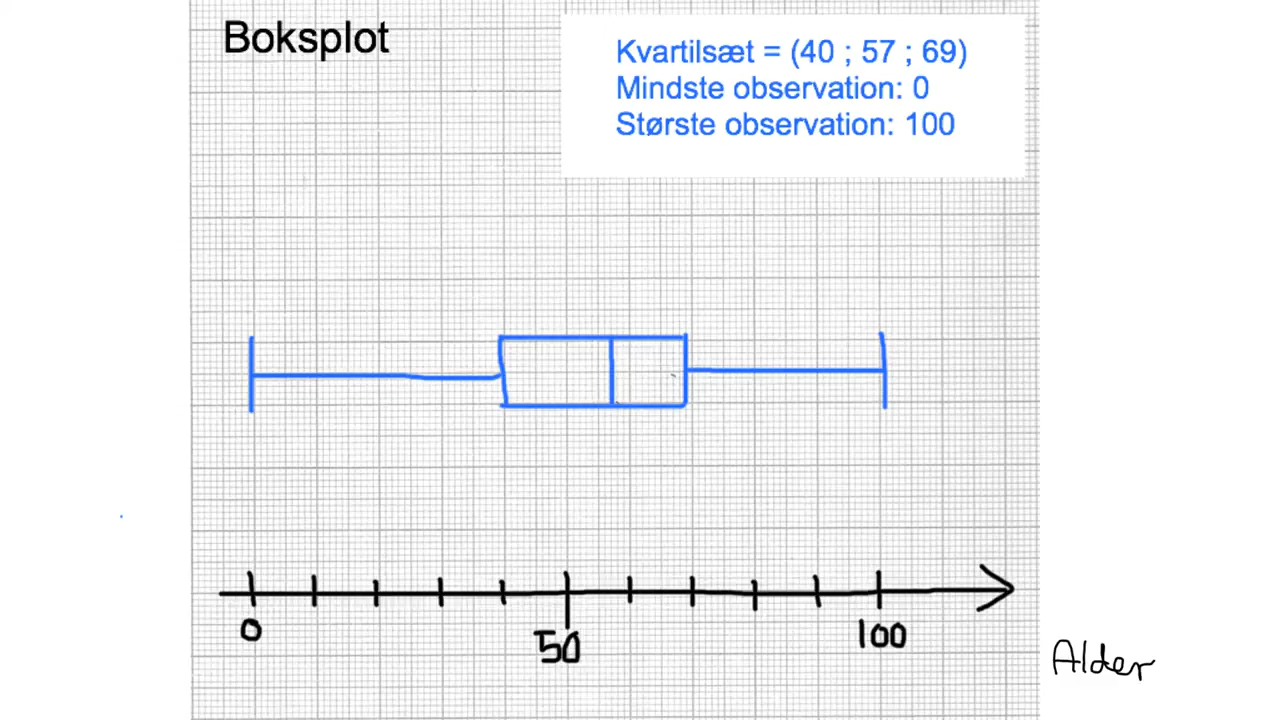 Boksplot
Kvartilsæt = (40 ; 57 ; 69)
Mindste observation: 0
Største observation: 100
0
50
100
Alder